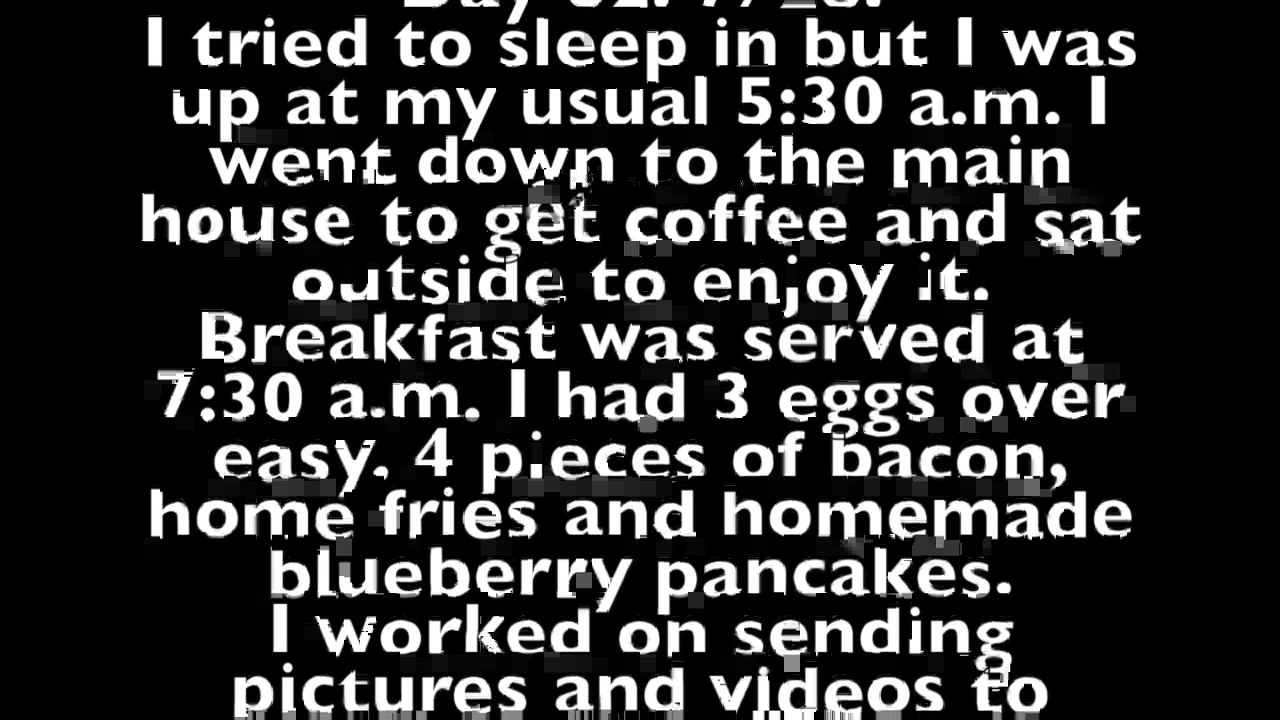 I tried to sleep in but I was
up at my usual 5:30 a.m. I
went down to the main
house to get coffee and sat
outside to enjoy it.
Breakfast was served at
7:30 a.m. I had 3 eggs over
easy, 4 pieces of bacon,
home fries and homemade
blueberry pancakes.
I worked on sending
pictures and videos to